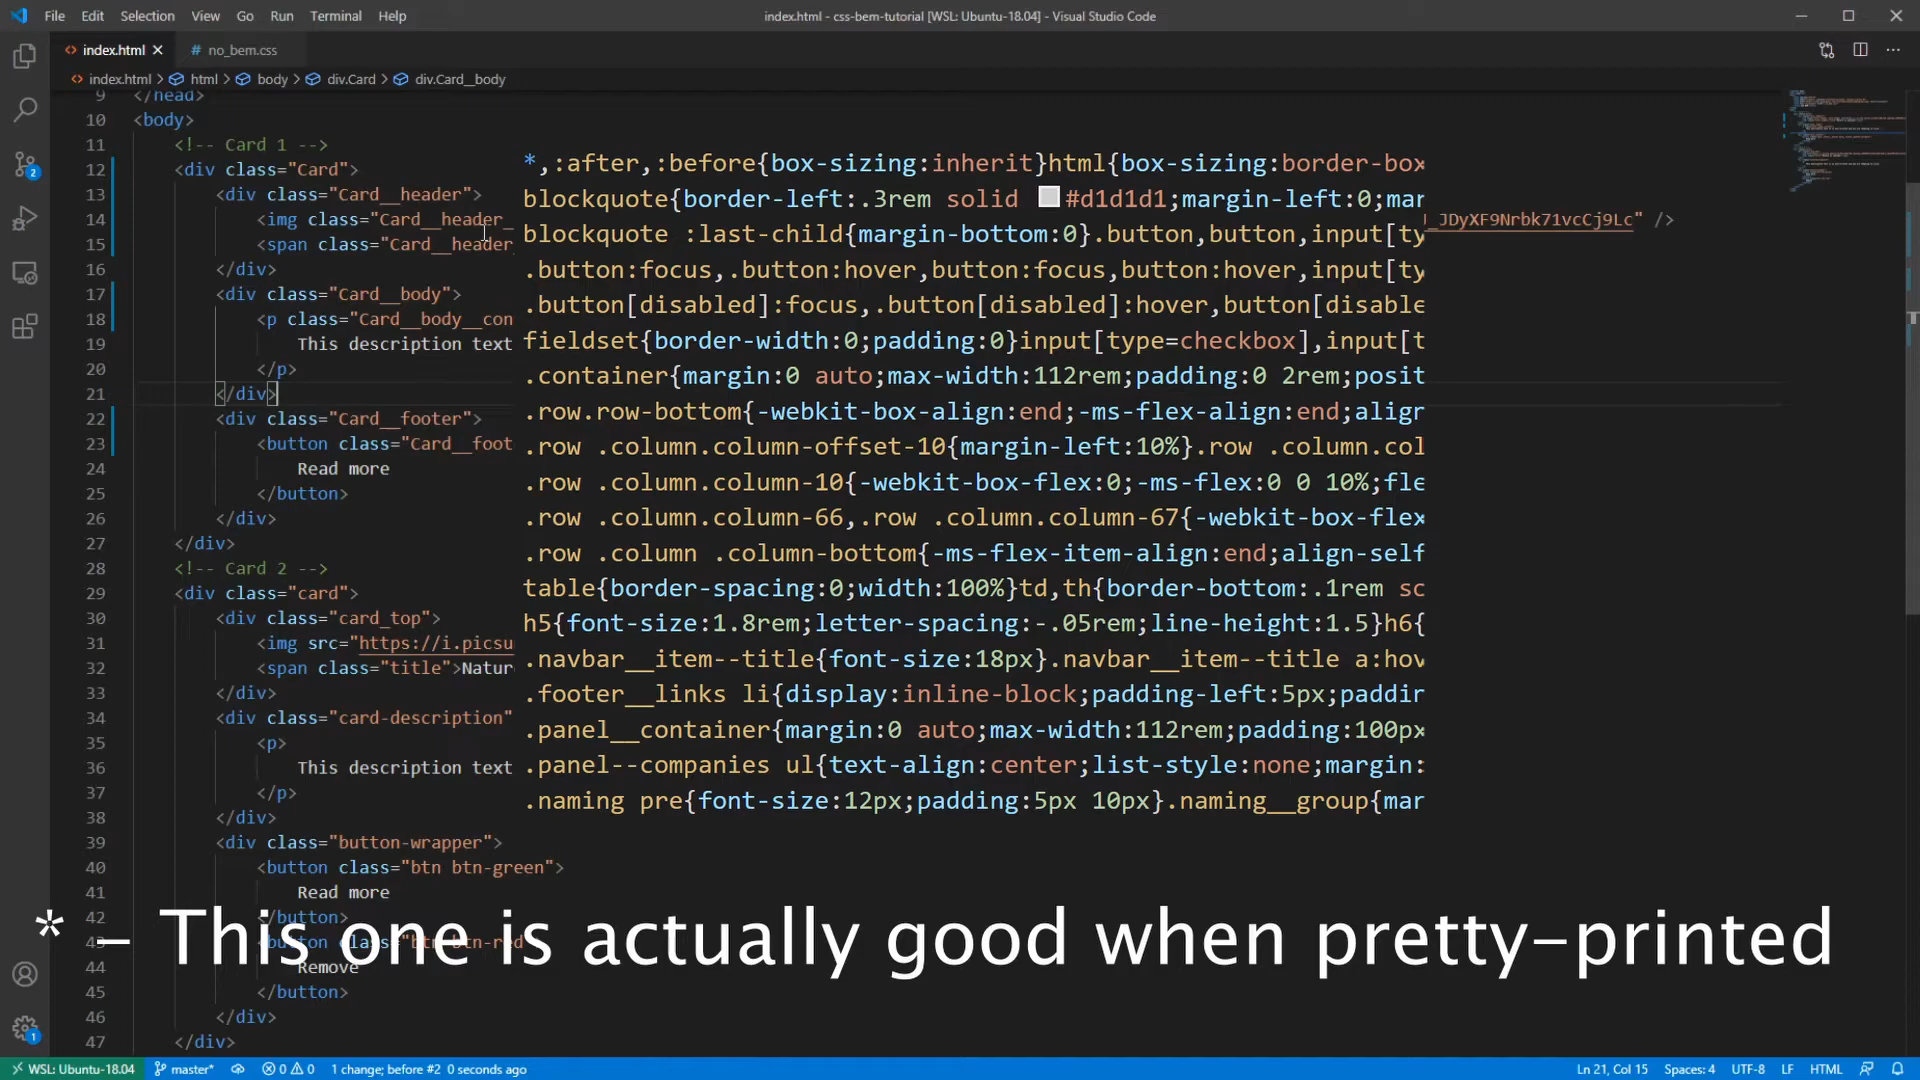 File Edit Selection View Go Run Terminal Help
index.html - css-bem-tutorial [WSL: Ubuntu-18.04] - Visual Studio Code
index.html
# no_bem.css
index.html > html > body > div.Card > div.Card__body
9 </head>
10 <body>
11 <!-- Card 1 -->
12 <div class="Card">
13 <div class="Card__header">
14 <img class="Card__header_
_JDyXF9Nrbk71vcCj9Lc" />
15 <span class="Card__header
16 </div>
17 <div class="Card__body">
18 <p class="Card__body__con
19 This description text
20 </p>
21 </div>
22 <div class="Card__footer">
23 <button class="Card__foot
24 Read more
25 </button>
26 </div>
27 </div>
28 <!-- Card 2 -->
29 <div class="card">
30 <div class="card_top">
31 <img src="https://i.picsu
32 <span class="title">Natur
33 </div>
34 <div class="card-description"
35 <p>
36 This description text
37 </p>
38 </div>
39 <div class="button-wrapper">
40 <button class="btn btn-green">
41 Read more
42 </button>
43 <button class="btn btn-red"
44 Remove
45 </button>
46 </div>
47 </div>
*,:after,:before{box-sizing:inherit}html{box-sizing:border-box
blockquote{border-left:.3rem solid #d1d1d1;margin-left:0;mar
blockquote :last-child{margin-bottom:0}.button,button,input[ty
.button:focus,.button:hover,button:focus,button:hover,input[ty
.button[disabled]:focus,.button[disabled]:hover,button[disable
fieldset{border-width:0;padding:0}input[type=checkbox],input[t
.container{margin:0 auto;max-width:112rem;padding:0 2rem;posit
.row.row-bottom{-webkit-box-align:end;-ms-flex-align:end;align
.row .column.column-offset-10{margin-left:10%}.row .column.col
.row .column.column-10{-webkit-box-flex:0;-ms-flex:0 0 10%;fle
.row .column.column-66,.row .column.column-67{-webkit-box-flex
.row .column .column-bottom{-ms-flex-item-align:end;align-self
table{border-spacing:0;width:100%}td,th{border-bottom:.1rem so
h5{font-size:1.8rem;letter-spacing:-.05rem;line-height:1.5}h6{
.navbar__item--title{font-size:18px}.navbar__item--title a:hov
.footer__links li{display:inline-block;padding-left:5px;paddin
.panel__container{margin:0 auto;max-width:112rem;padding:100px
.panel--companies ul{text-align:center;list-style:none;margin:
.naming pre{font-size:12px;padding:5px 10px}.naming__group{mar
* – This one is actually good when pretty-printed
2
1
WSL: Ubuntu-18.04 master* 0 0 1 change; before #2 0 seconds ago
Ln 21, Col 15 Spaces: 4 UTF-8 LF HTML